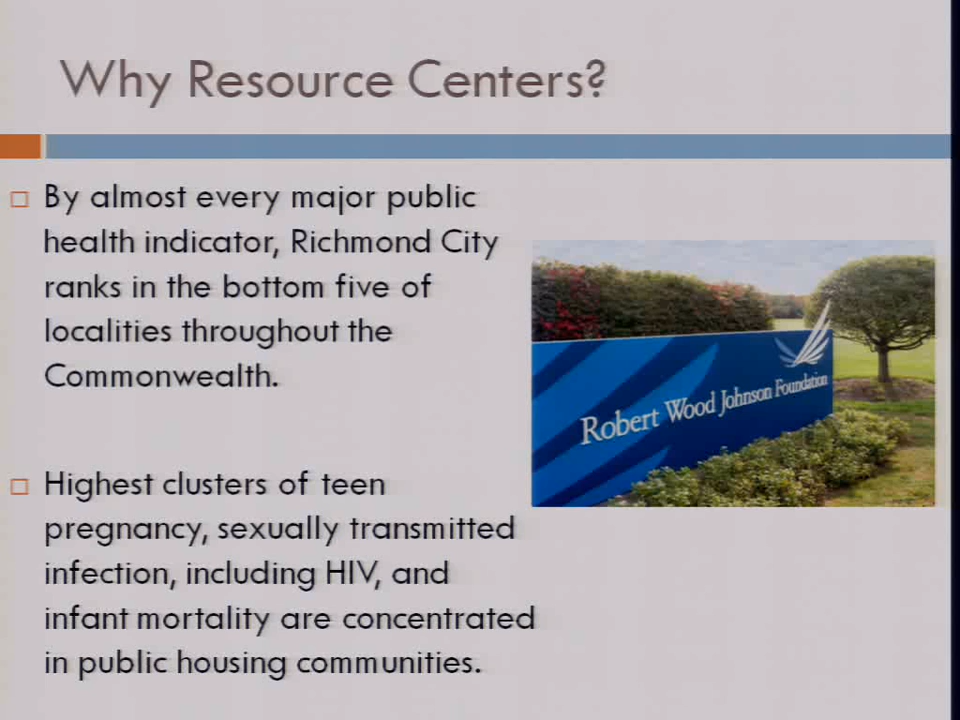 Why Resource Centers?
By almost every major public
health indicator, Richmond City
ranks in the bottom five of
localities throughout the
Commonwealth.
Robert Wood Johnson Foundation
Highest clusters of teen
pregnancy, sexually transmitted
infection, including HIV, and
infant mortality are concentrated
in public housing communities.